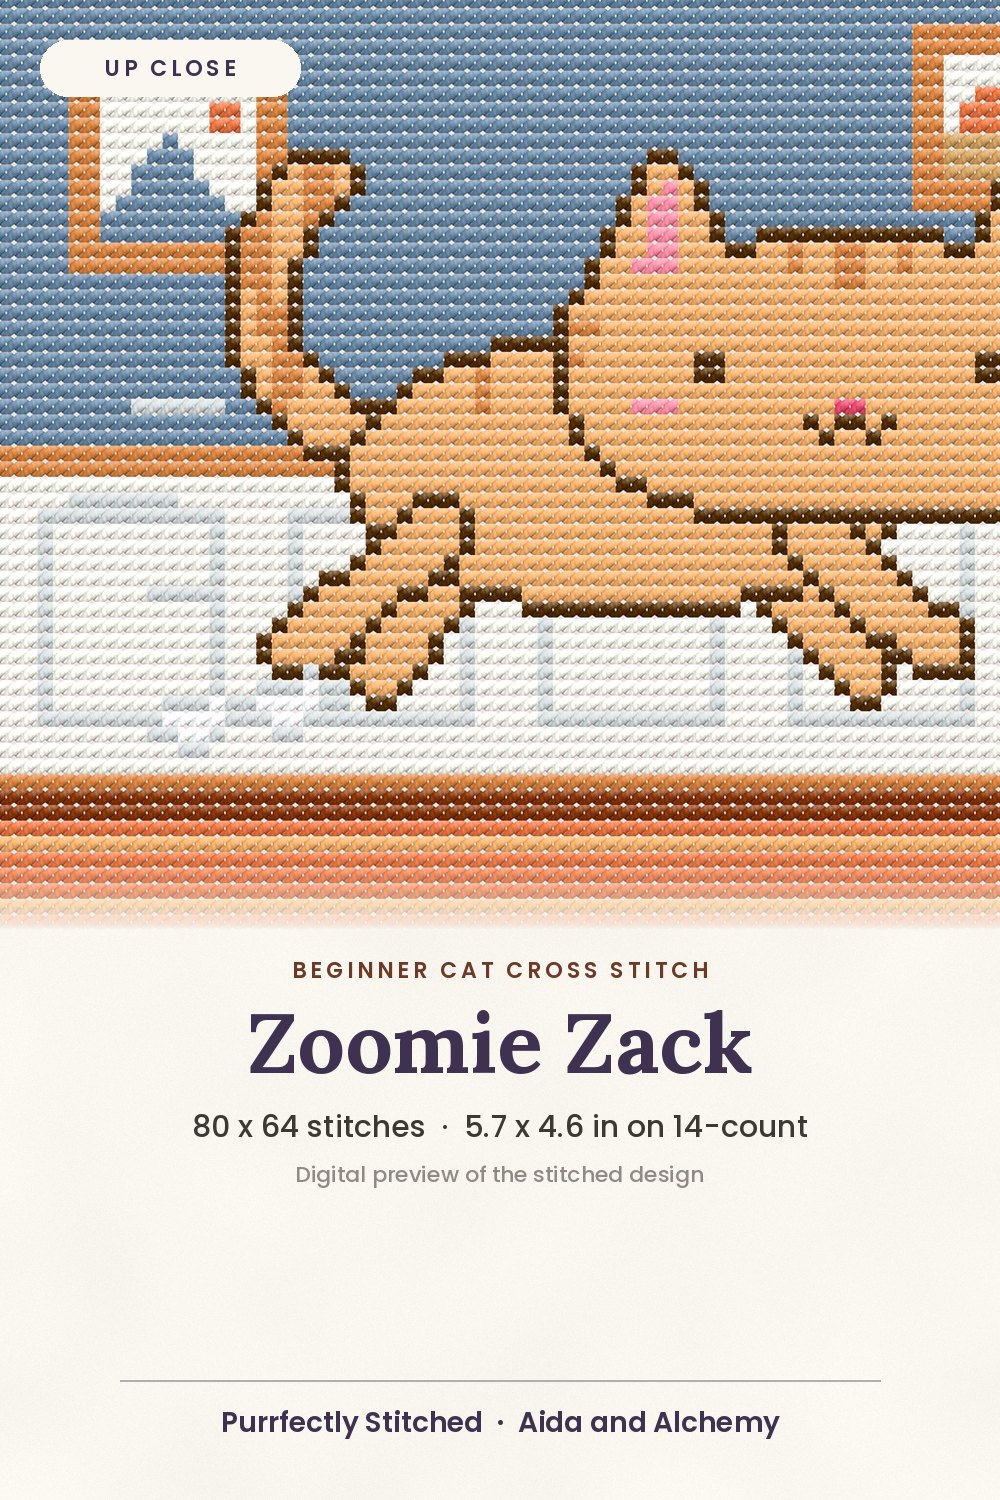 UP CLOSE
BEGINNER CAT CROSS STITCH
Zoomie Zack
80 x 64 stitches · 5.7 x 4.6 in on 14-count
Digital preview of the stitched design
Purrfectly Stitched · Aida and Alchemy